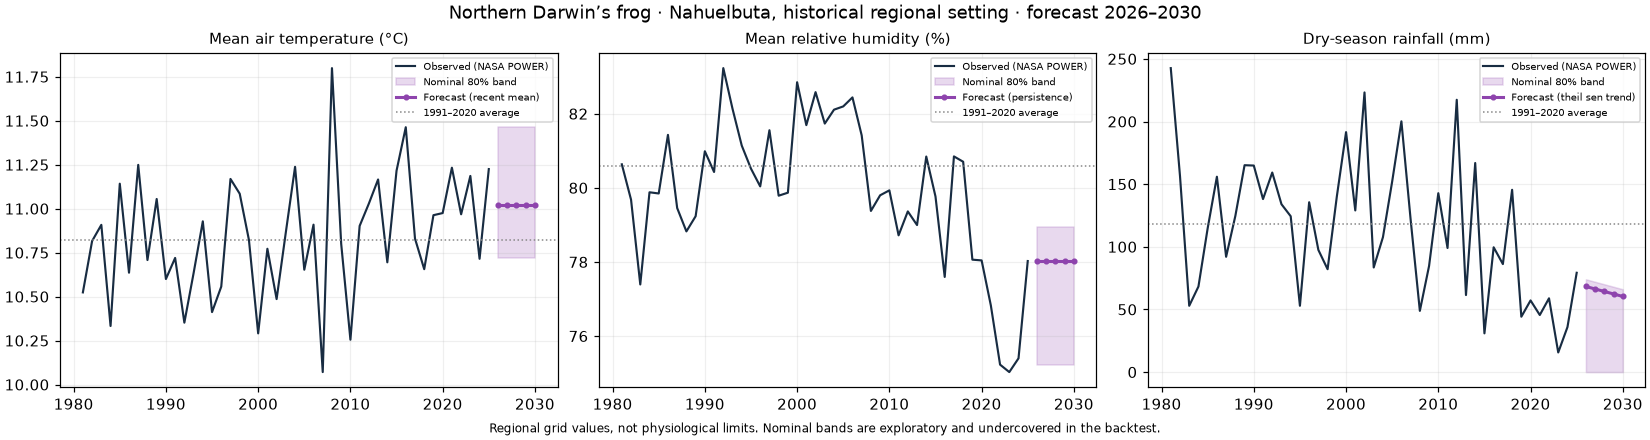 Northern Darwin’s frog · Nahuelbuta, historical regional setting · forecast 2026–2030
Mean air temperature (°C)
Observed (NASA POWER)
Nominal 80% band
Forecast (recent mean)
1991–2020 average
11.75
11.50
11.25
11.00
10.75
10.50
10.25
10.00
1980 1990 2000 2010 2020 2030
Mean relative humidity (%)
Observed (NASA POWER)
Nominal 80% band
Forecast (persistence)
1991–2020 average
82
80
78
76
1980 1990 2000 2010 2020 2030
Dry-season rainfall (mm)
Observed (NASA POWER)
Nominal 80% band
Forecast (theil sen trend)
1991–2020 average
250
200
150
100
50
0
1980 1990 2000 2010 2020 2030
Regional grid values, not physiological limits. Nominal bands are exploratory and undercovered in the backtest.